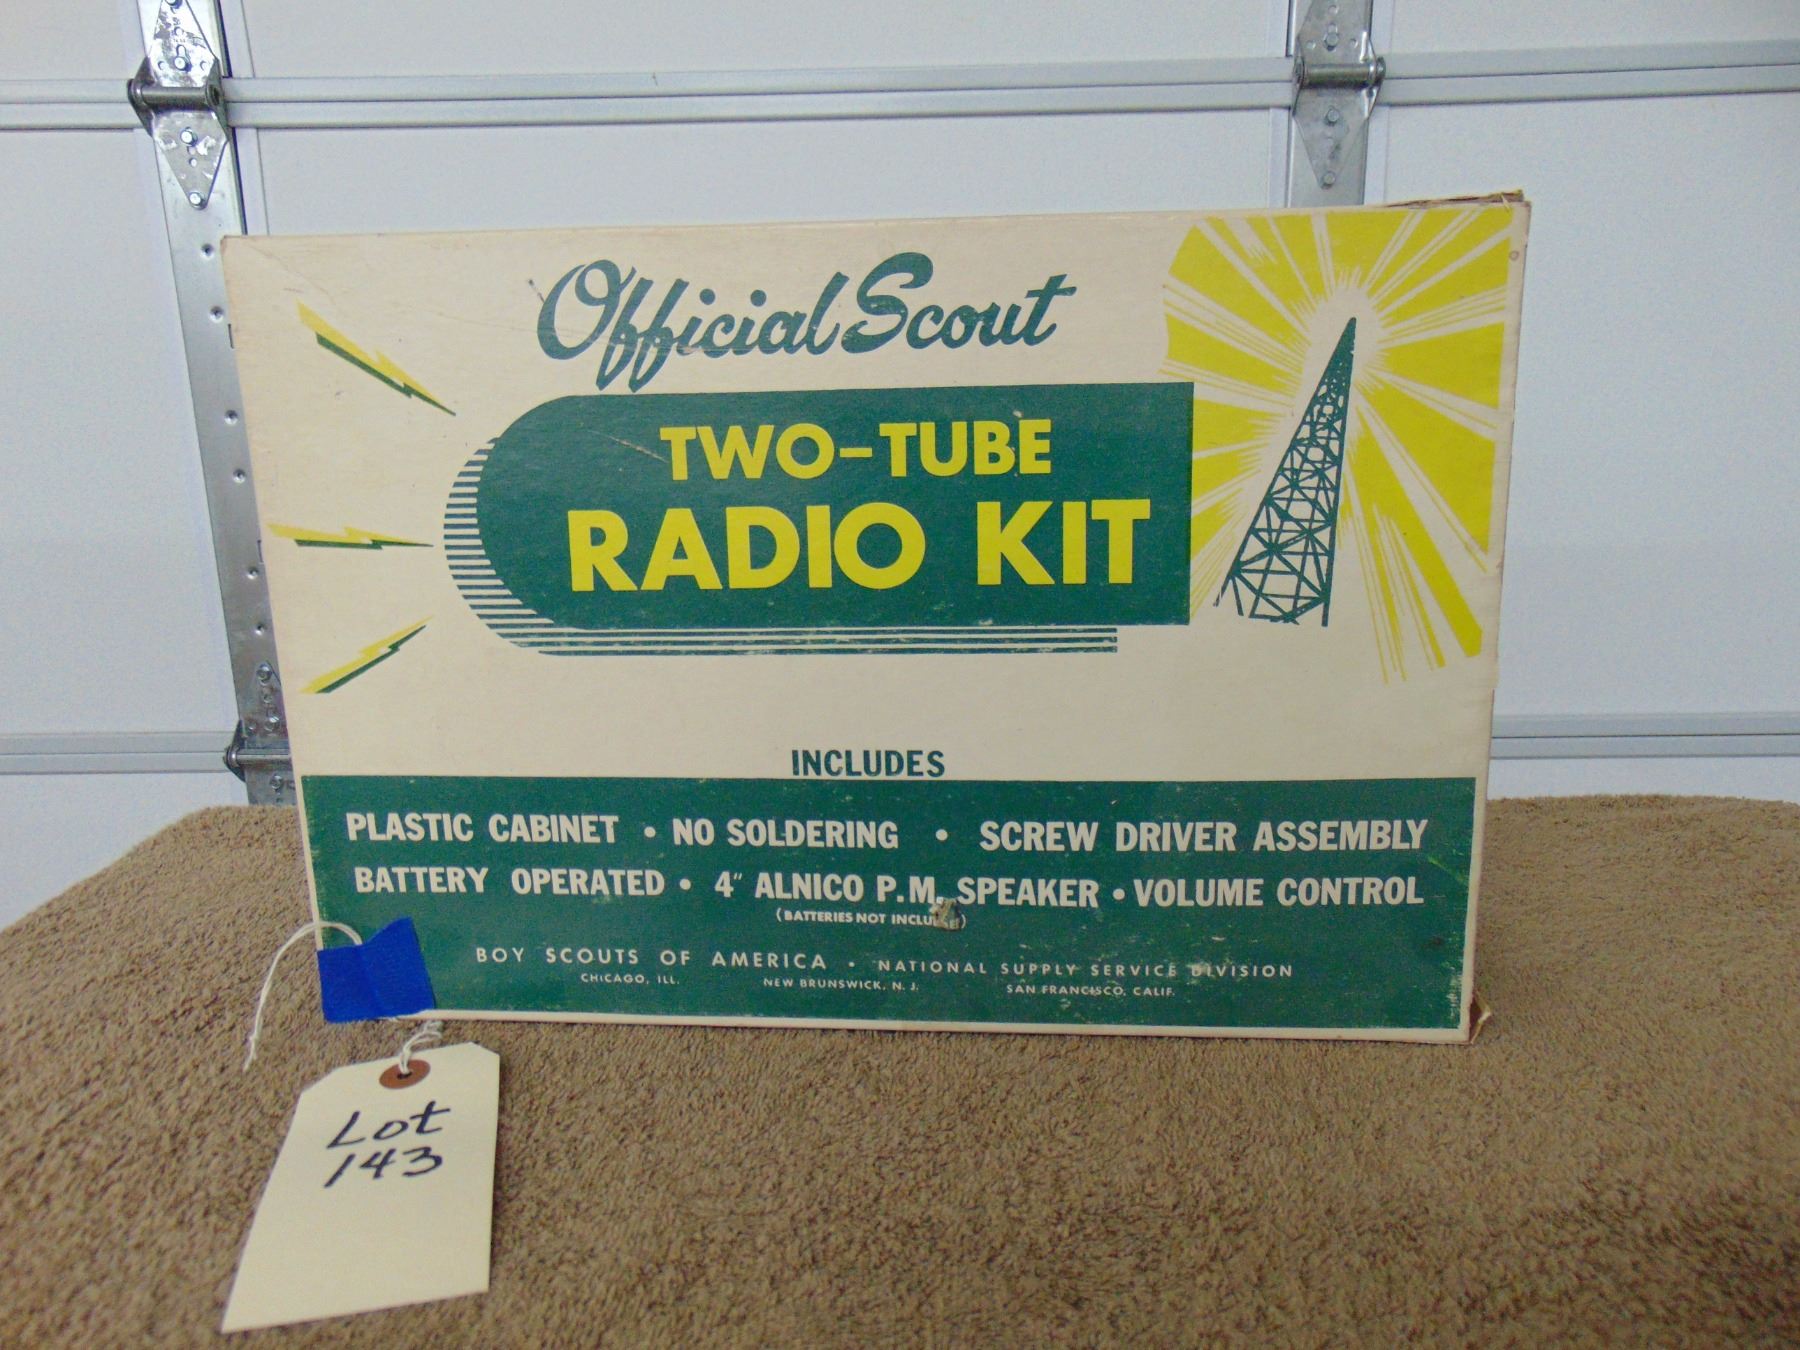 Official Scout
TWO-TUBE
RADIO KIT
INCLUDES
PLASTIC CABINET • NO SOLDERING • SCREW DRIVER ASSEMBLY
BATTERY OPERATED • 4" ALNICO P.M. SPEAKER • VOLUME CONTROL
(BATTERIES NOT INCLUDED)
BOY SCOUTS OF AMERICA • NATIONAL SUPPLY SERVICE DIVISION
CHICAGO, ILL. NEW BRUNSWICK, N. J. SAN FRANCISCO, CALIF.
Lot
143